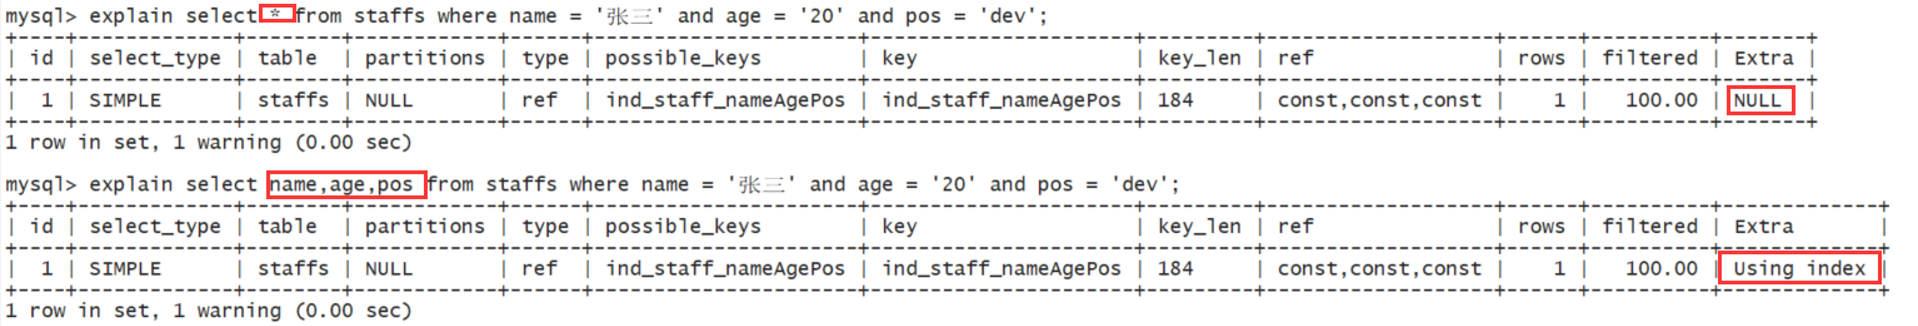 mysql> explain select * from staffs where name = '张三' and age = '20' and pos = 'dev';
+----+-------------+--------+------------+------+-----------------------+-----------------------+---------+-------------------+------+----------+-------+
| id | select_type | table  | partitions | type | possible_keys         | key                   | key_len | ref               | rows | filtered | Extra |
+----+-------------+--------+------------+------+-----------------------+-----------------------+---------+-------------------+------+----------+-------+
|  1 | SIMPLE      | staffs | NULL       | ref  | ind_staff_nameAgePos | ind_staff_nameAgePos | 184     | const,const,const |    1 |   100.00 | NULL  |
+----+-------------+--------+------------+------+-----------------------+-----------------------+---------+-------------------+------+----------+-------+
1 row in set, 1 warning (0.00 sec)
mysql> explain select name,age,pos from staffs where name = '张三' and age = '20' and pos = 'dev';
+----+-------------+--------+------------+------+-----------------------+-----------------------+---------+-------------------+------+----------+-------------+
| id | select_type | table  | partitions | type | possible_keys         | key                   | key_len | ref               | rows | filtered | Extra       |
+----+-------------+--------+------------+------+-----------------------+-----------------------+---------+-------------------+------+----------+-------------+
|  1 | SIMPLE      | staffs | NULL       | ref  | ind_staff_nameAgePos | ind_staff_nameAgePos | 184     | const,const,const |    1 |   100.00 | Using index |
+----+-------------+--------+------------+------+-----------------------+-----------------------+---------+-------------------+------+----------+-------------+
1 row in set, 1 warning (0.00 sec)